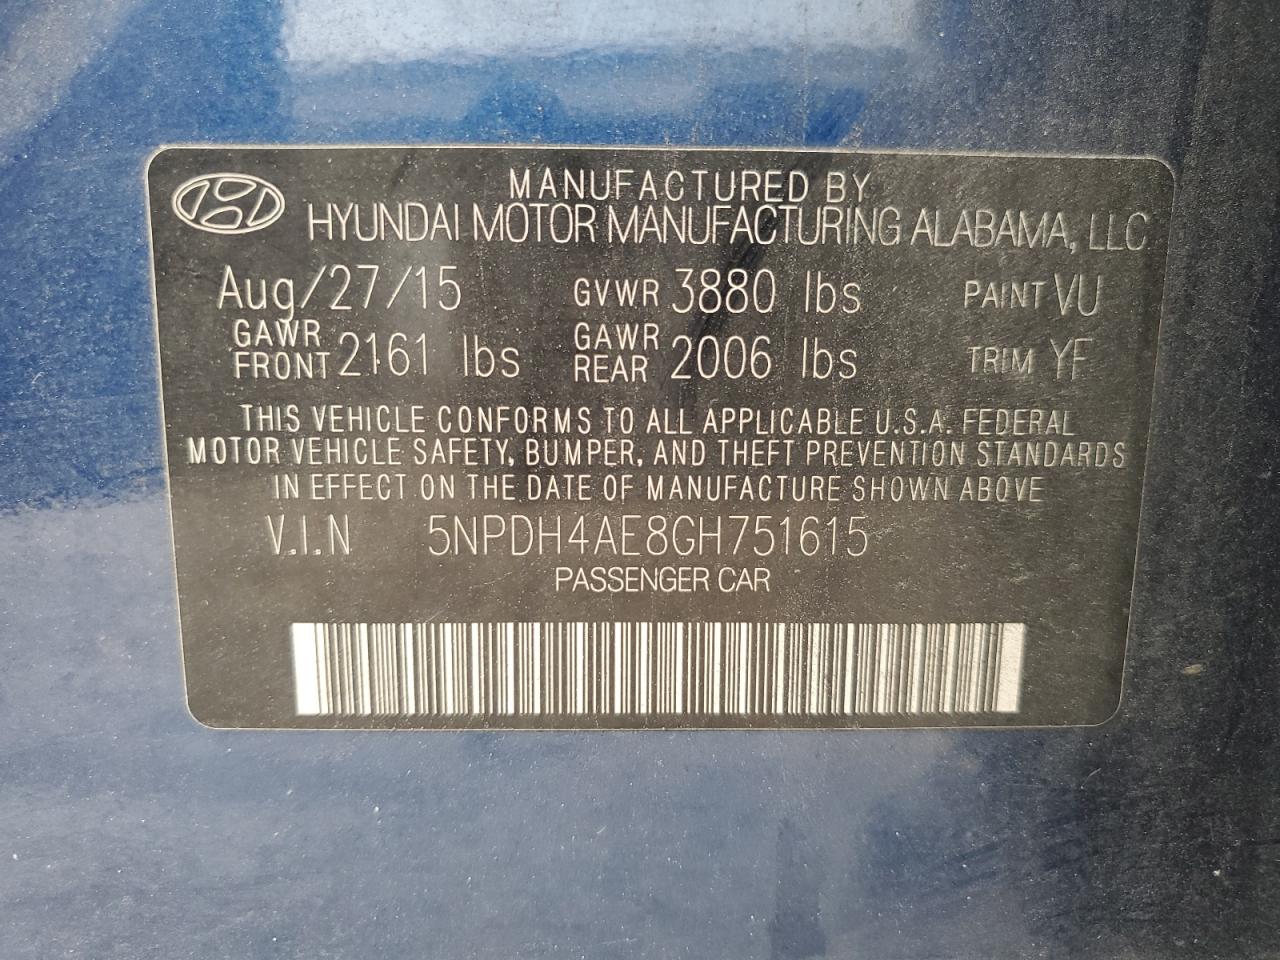 MANUFACTURED BY
HYUNDAI MOTOR MANUFACTURING ALABAMA, LLC
Aug/27/15 GVWR 3880 lbs PAINT VU
GAWR FRONT 2161 lbs GAWR REAR 2006 lbs TRIM YF
THIS VEHICLE CONFORMS TO ALL APPLICABLE U.S.A. FEDERAL
MOTOR VEHICLE SAFETY, BUMPER, AND THEFT PREVENTION STANDARDS
IN EFFECT ON THE DATE OF MANUFACTURE SHOWN ABOVE
V.I.N 5NPDH4AE8GH751615
PASSENGER CAR